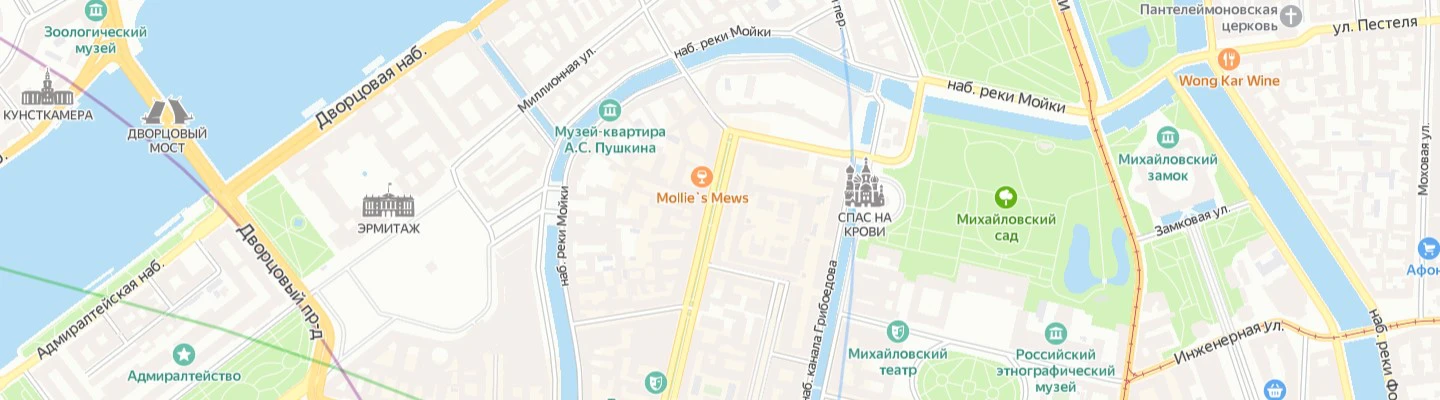 Зоологический
музей
КУНСТКАМЕРА
ДВОРЦОВЫЙ
МОСТ
Дворцовая наб.
Миллионная ул.
наб. реки Мойки
Музей-квартира
А.С. Пушкина
ЭРМИТАЖ
Дворцовый пр-д
Адмиралтейская наб.
Адмиралтейство
наб. реки Мойки
Mollie`s Mews
СПАС НА
КРОВИ
наб. канала Грибоедова
наб. реки Мойки
Михайловский
сад
Михайловский
театр
Российский
этнографический
музей
Пантелеймоновская
церковь
ул. Пестеля
Wong Kar Wine
Михайловский
замок
Замковая ул.
Инженерная ул.
Моховая ул.